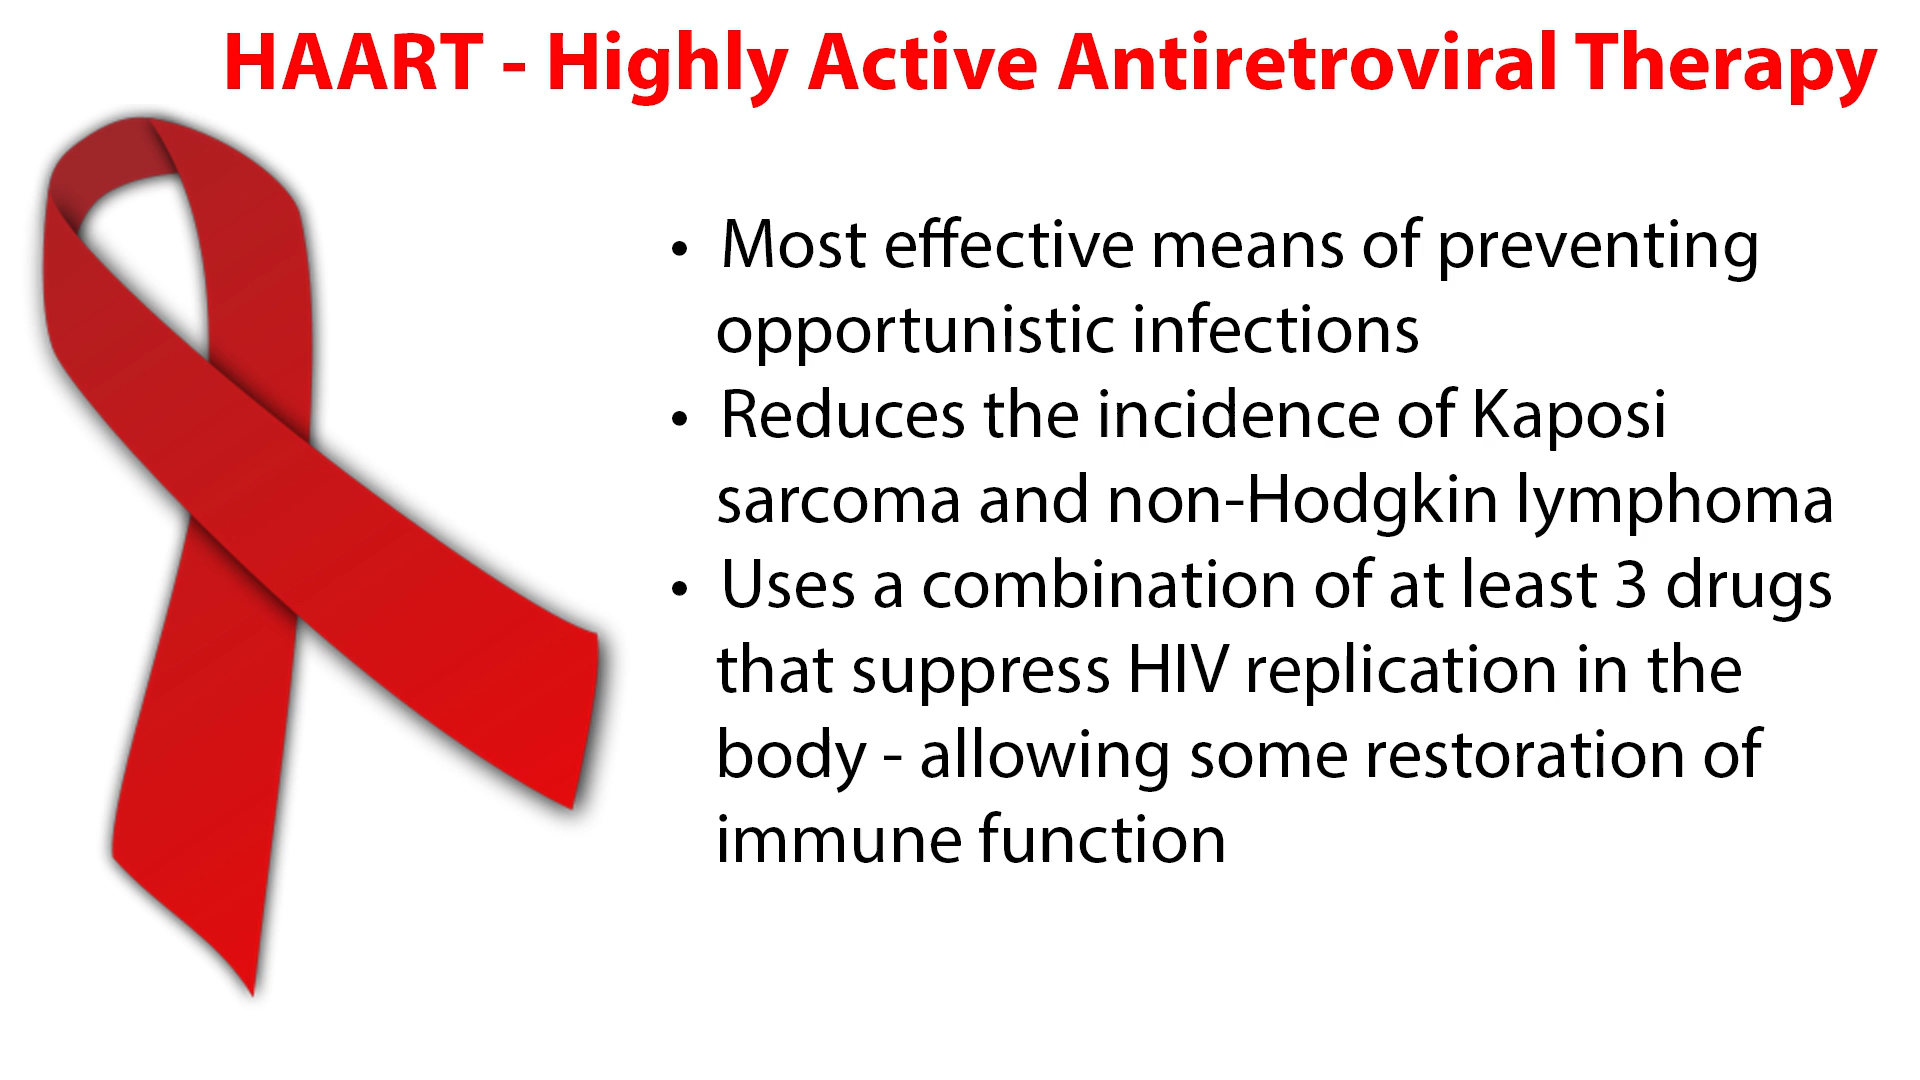 HAART - Highly Active Antiretroviral Therapy
• Most effective means of preventing
opportunistic infections
• Reduces the incidence of Kaposi
sarcoma and non-Hodgkin lymphoma
• Uses a combination of at least 3 drugs
that suppress HIV replication in the
body - allowing some restoration of
immune function